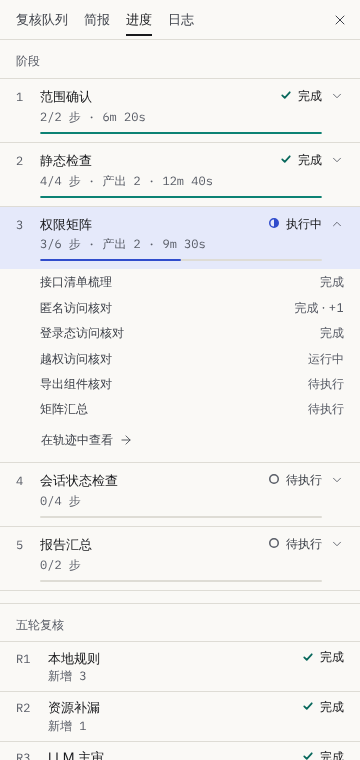 复核队列 简报 进度 日志
阶段
1 范围确认 完成
2/2 步 · 6m 20s
2 静态检查 完成
4/4 步 · 产出 2 · 12m 40s
3 权限矩阵 执行中
3/6 步 · 产出 2 · 9m 30s
接口清单梳理 完成
匿名访问核对 完成 · +1
登录态访问核对 完成
越权访问核对 运行中
导出组件核对 待执行
矩阵汇总 待执行
在轨迹中查看 →
4 会话状态检查 待执行
0/4 步
5 报告汇总 待执行
0/2 步
五轮复核
R1 本地规则 完成
新增 3
R2 资源补漏 完成
新增 1
R3 LLM 主审 完成